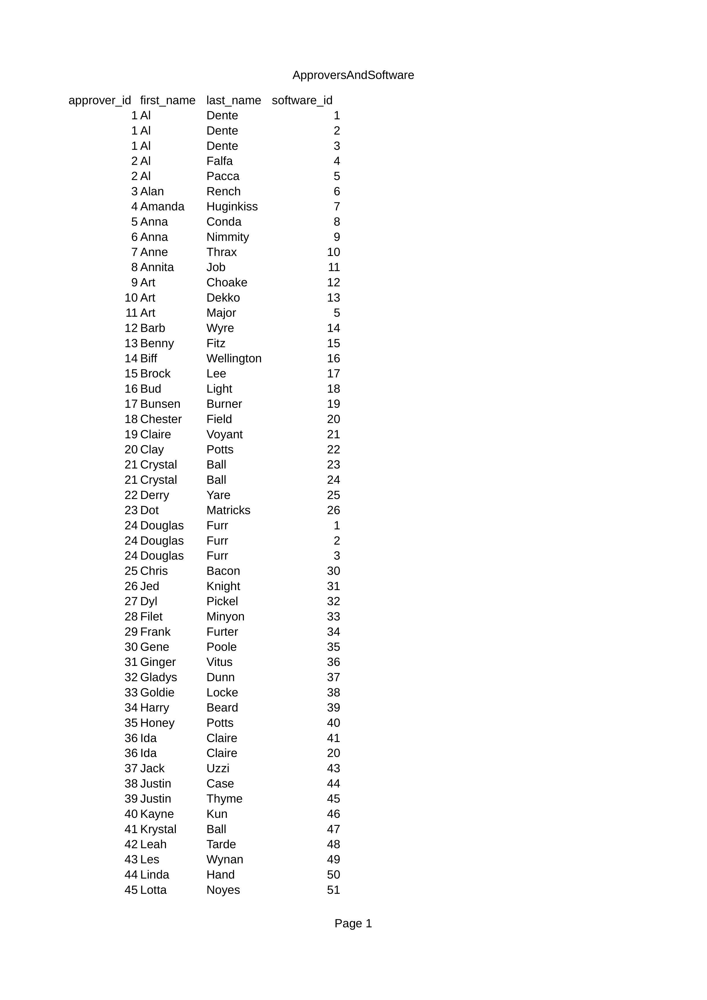 ApproversAndSoftware
approver_id first_name last_name software_id
1 Al Dente 1
1 Al Dente 2
1 Al Dente 3
2 Al Falfa 4
2 Al Pacca 5
3 Alan Rench 6
4 Amanda Huginkiss 7
5 Anna Conda 8
6 Anna Nimmity 9
7 Anne Thrax 10
8 Annita Job 11
9 Art Choake 12
10 Art Dekko 13
11 Art Major 5
12 Barb Wyre 14
13 Benny Fitz 15
14 Biff Wellington 16
15 Brock Lee 17
16 Bud Light 18
17 Bunsen Burner 19
18 Chester Field 20
19 Claire Voyant 21
20 Clay Potts 22
21 Crystal Ball 23
21 Crystal Ball 24
22 Derry Yare 25
23 Dot Matricks 26
24 Douglas Furr 1
24 Douglas Furr 2
24 Douglas Furr 3
25 Chris Bacon 30
26 Jed Knight 31
27 Dyl Pickel 32
28 Filet Minyon 33
29 Frank Furter 34
30 Gene Poole 35
31 Ginger Vitus 36
32 Gladys Dunn 37
33 Goldie Locke 38
34 Harry Beard 39
35 Honey Potts 40
36 Ida Claire 41
36 Ida Claire 20
37 Jack Uzzi 43
38 Justin Case 44
39 Justin Thyme 45
40 Kayne Kun 46
41 Krystal Ball 47
42 Leah Tarde 48
43 Les Wynan 49
44 Linda Hand 50
45 Lotta Noyes 51
Page 1